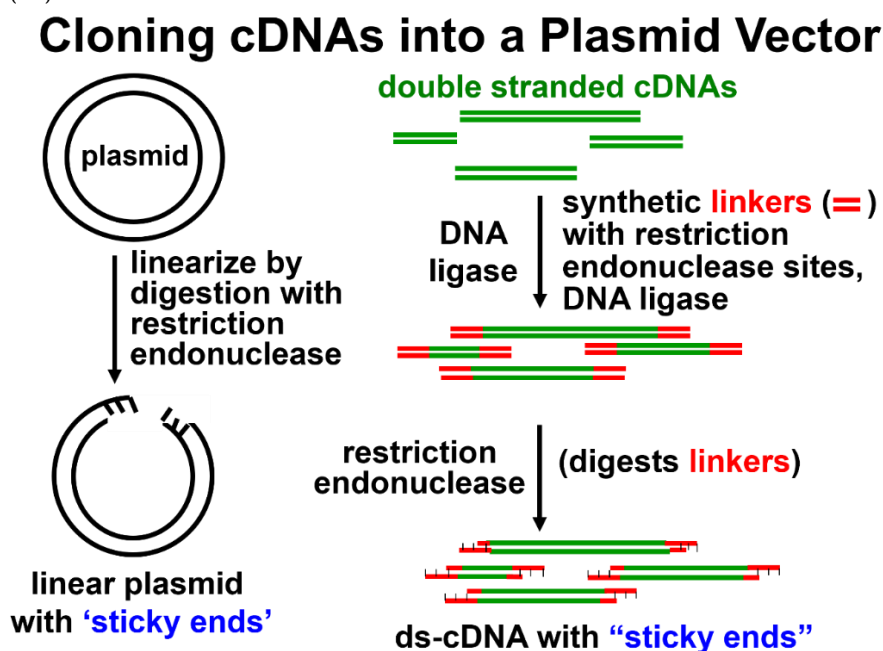 Cloning cDNAs into a Plasmid Vector
plasmid
linearize by
digestion with
restriction
endonuclease
linear plasmid
with ‘sticky ends’
double stranded cDNAs
DNA
ligase
synthetic linkers (=)
with restriction
endonuclease sites,
DNA ligase
restriction
endonuclease
(digests linkers)
ds-cDNA with “sticky ends”